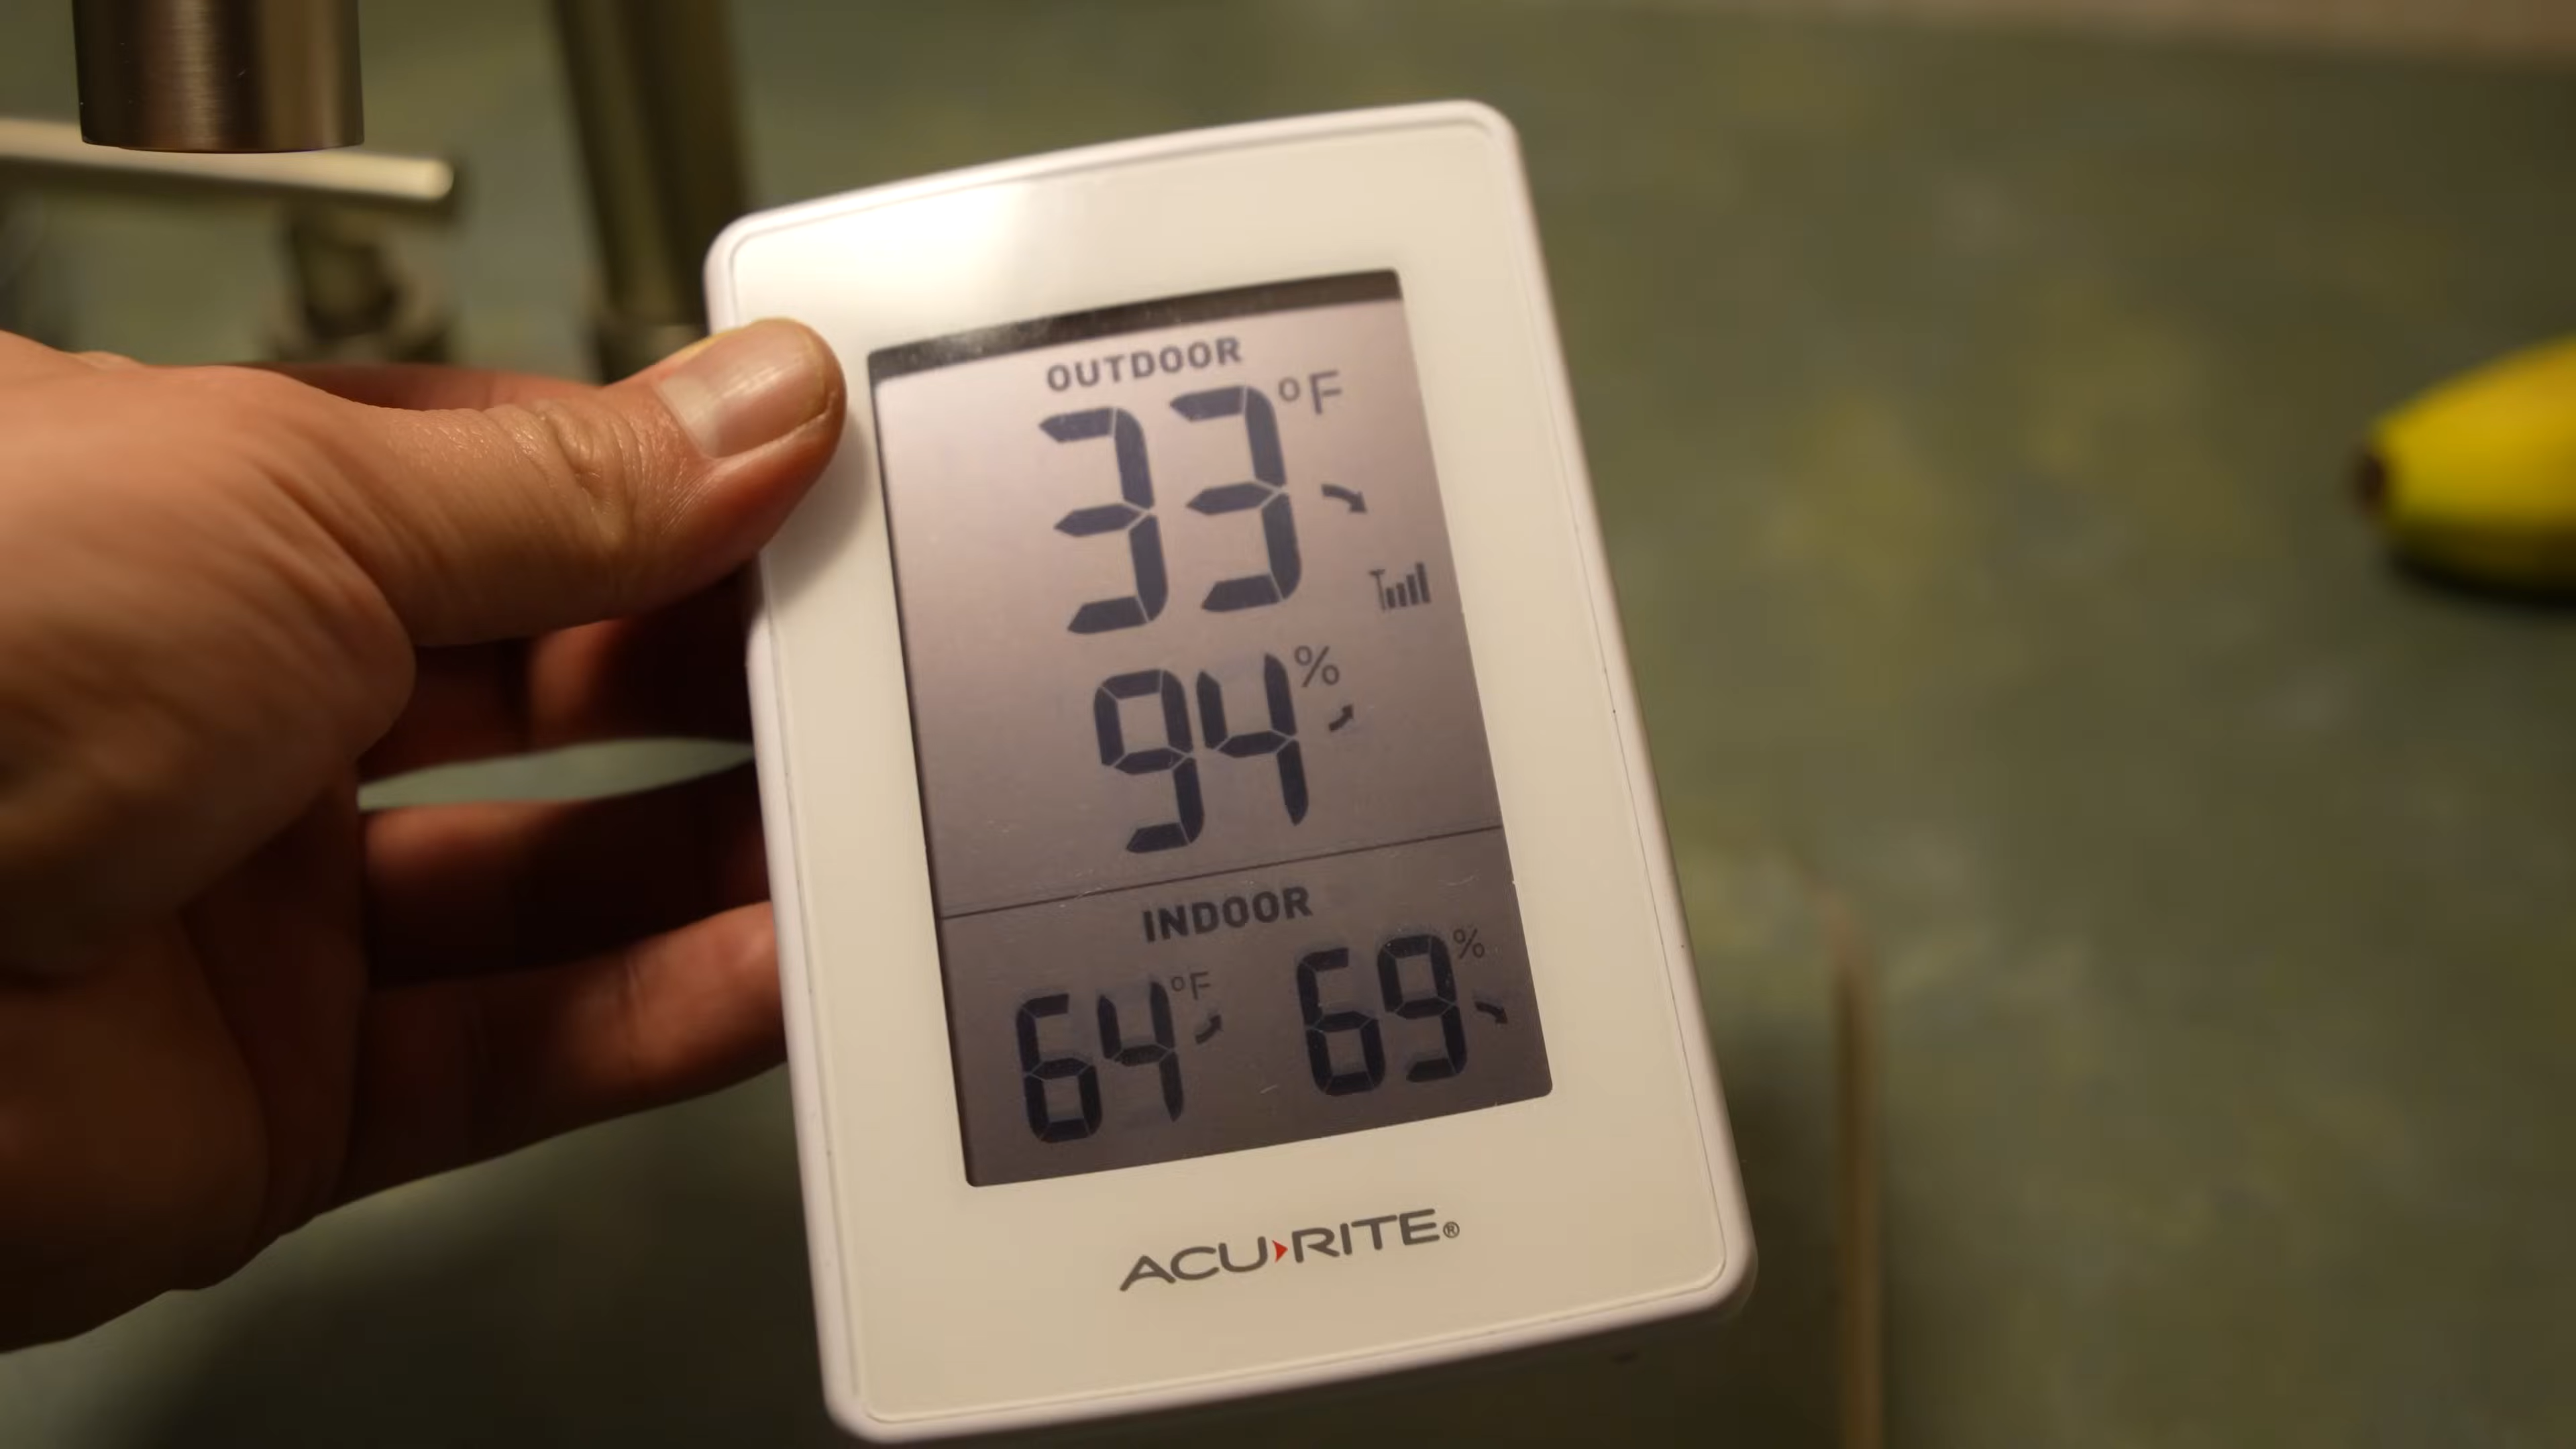 OUTDOOR
33 °F
94 %
INDOOR
64 °F 69 %
ACU›RITE®